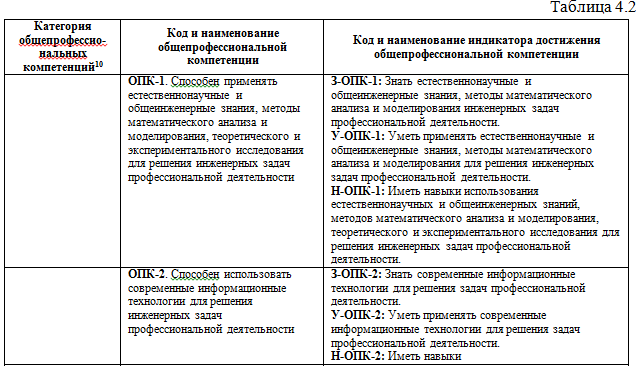 Таблица 4.2
Категория
общепрофессио-
нальных
компетенций10
Код и наименование
общепрофессиональной
компетенции
Код и наименование индикатора достижения
общепрофессиональной компетенции
ОПК-1. Способен применять
естественнонаучные и
общеинженерные знания, методы
математического анализа и
моделирования, теоретического и
экспериментального исследования
для решения инженерных задач
профессиональной деятельности
З-ОПК-1: Знать естественнонаучные и
общеинженерные знания, методы математического
анализа и моделирования инженерных задач
профессиональной деятельности.
У-ОПК-1: Уметь применять естественнонаучные и
общеинженерные знания, методы математического
анализа и моделирования для решения инженерных
задач профессиональной деятельности.
Н-ОПК-1: Иметь навыки использования
естественнонаучных и общеинженерных знаний,
методов математического анализа и моделирования,
теоретического и экспериментального исследования для
решения инженерных задач профессиональной
деятельности.
ОПК-2. Способен использовать
современные информационные
технологии для решения
инженерных задач
профессиональной деятельности
З-ОПК-2: Знать современные информационные
технологии для решения задач профессиональной
деятельности.
У-ОПК-2: Уметь применять современные
информационные технологии для решения задач
профессиональной деятельности.
Н-ОПК-2: Иметь навыки